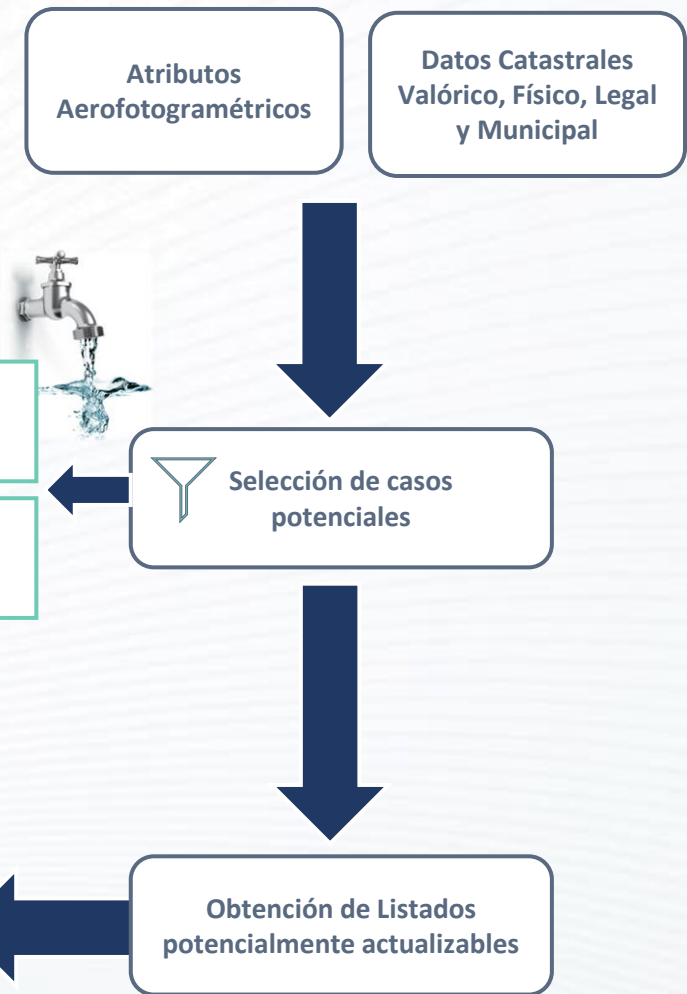 Atributos
Aerofotogramétricos
Datos Catastrales
Valórico, Físico, Legal
y Municipal
Selección de casos
potenciales
Obtención de Listados
potencialmente actualizables